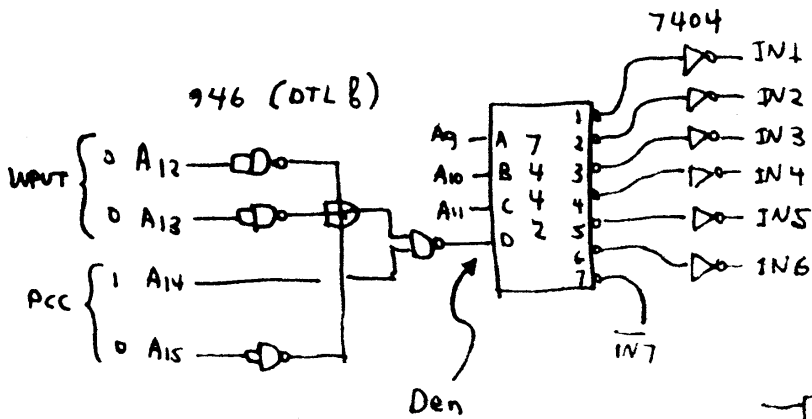 7404
IN1
946 (DTL &)
IN2
A9 A 7 1 2 3 IN3
INPUT 0 A12
A10 B 4 4 IN4
0 A13
A11 C 4 5 IN5
D 2 6 IN6
PCC 1 A14
7
0 A15
IN7
Den